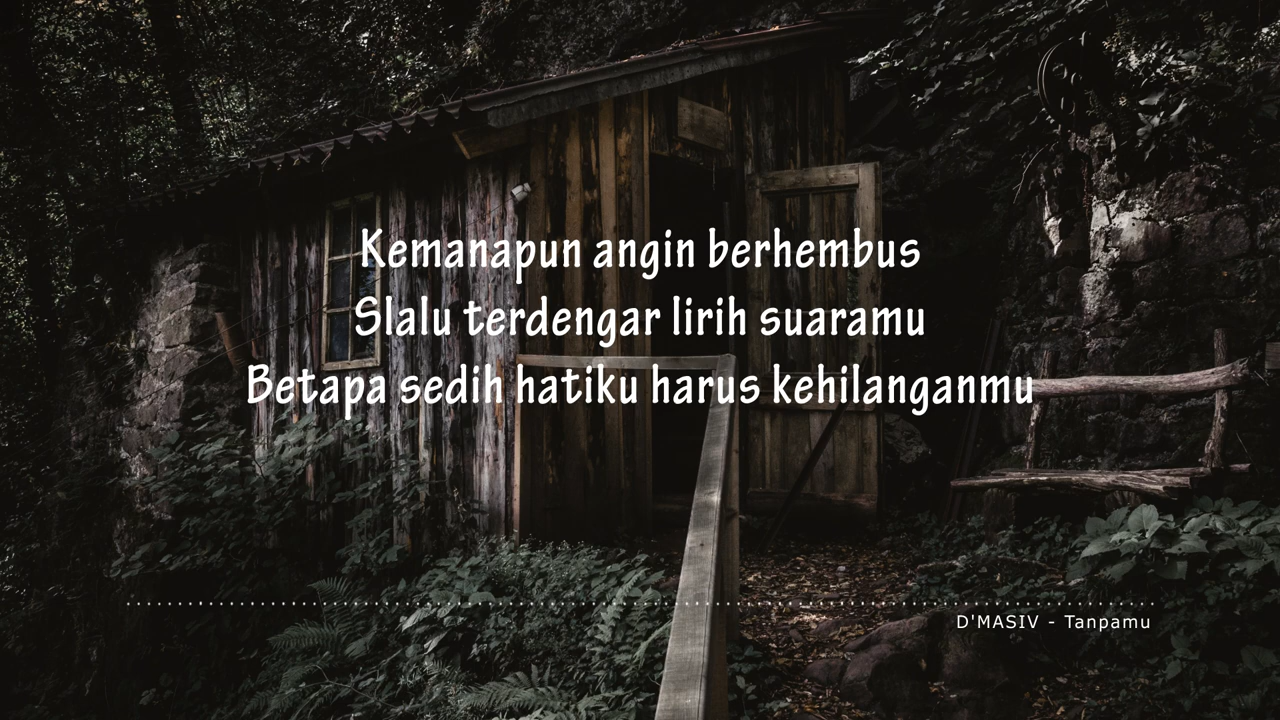 Kemanapun angin berhembus
Slalu terdengar lirih suaramu
Betapa sedih hatiku harus kehilanganmu
D'MASIV - Tanpamu